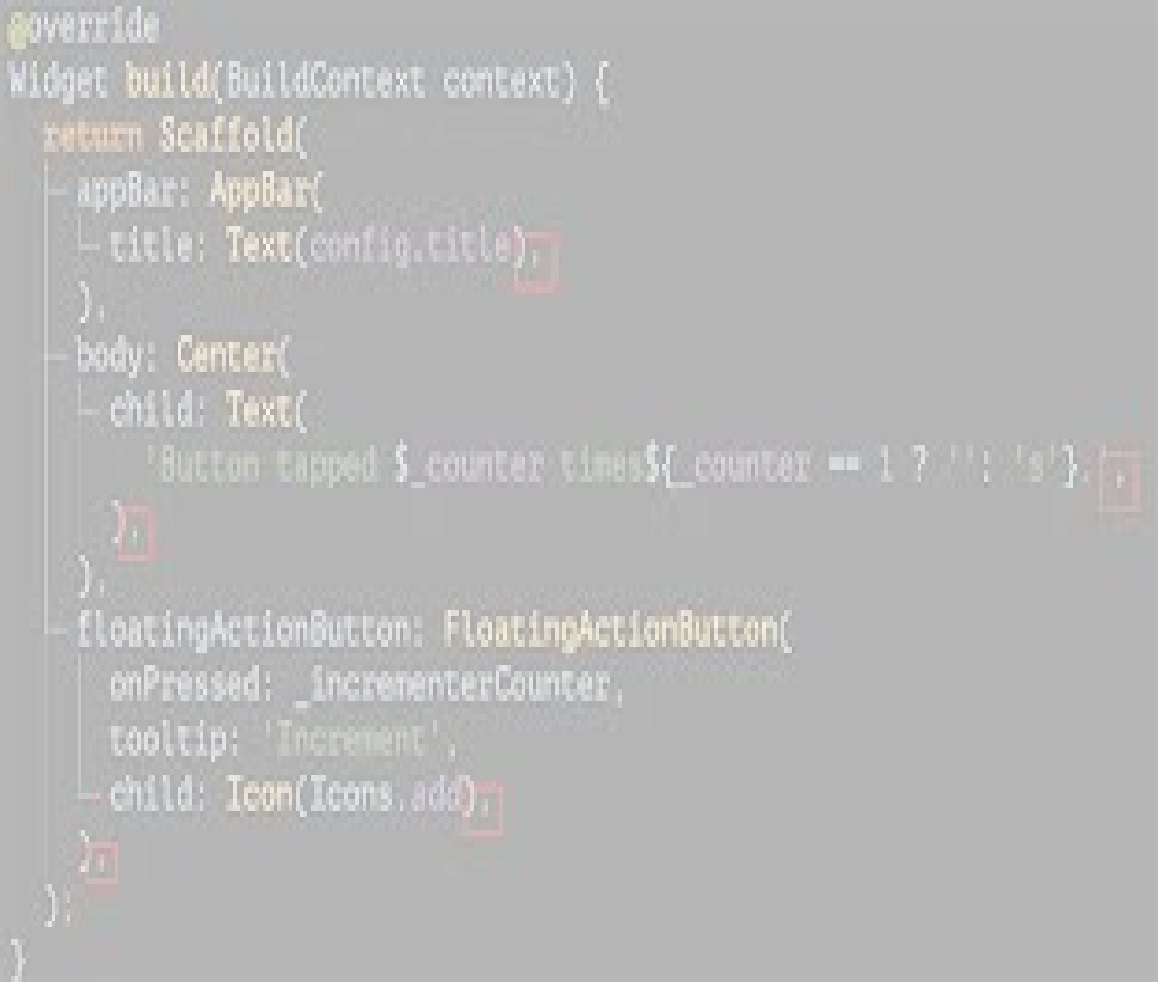 @override
Widget build(BuildContext context) {
return Scaffold(
appBar: AppBar(
title: Text(config.title),
),
body: Center(
child: Text(
'Button tapped $_counter times${_counter == 1 ? '' : 's'}.',
),
),
floatingActionButton: FloatingActionButton(
onPressed: _incrementerCounter,
tooltip: 'Increment',
child: Icon(Icons.add),
),
);
}